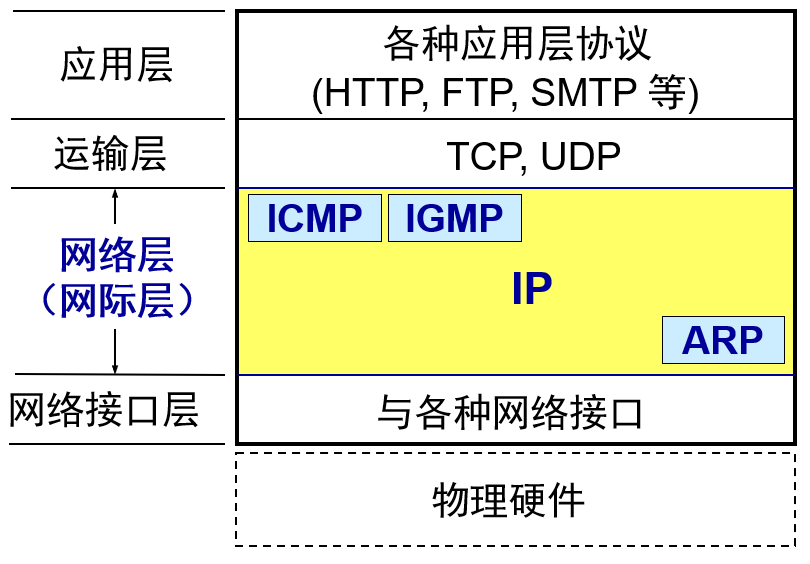 应用层
各种应用层协议
(HTTP, FTP, SMTP 等)
运输层
TCP, UDP
网络层
（网际层）
ICMP
IGMP
IP
ARP
网络接口层
与各种网络接口
物理硬件